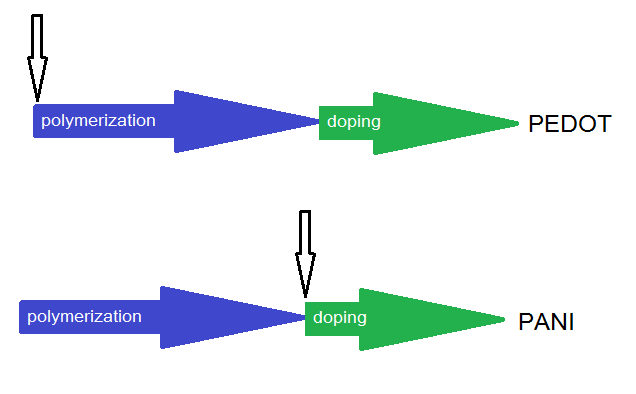 polymerization
doping
PEDOT
polymerization
doping
PANI